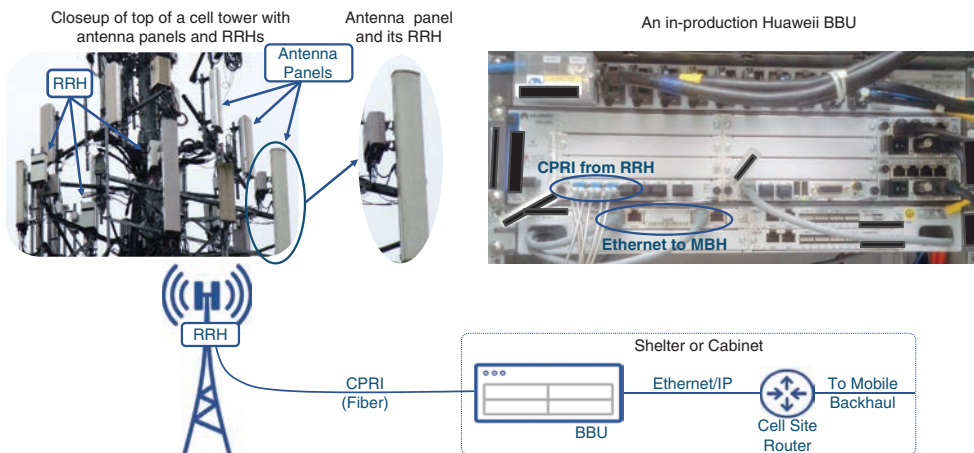 Closeup of top of a cell tower with
antenna panels and RRHs
Antenna panel
and its RRH
An in-production Huaweii BBU
Antenna
Panels
RRH
CPRI from RRH
Ethernet to MBH
RRH
CPRI
(Fiber)
Shelter or Cabinet
BBU
Ethernet/IP
Cell Site
Router
To Mobile
Backhaul